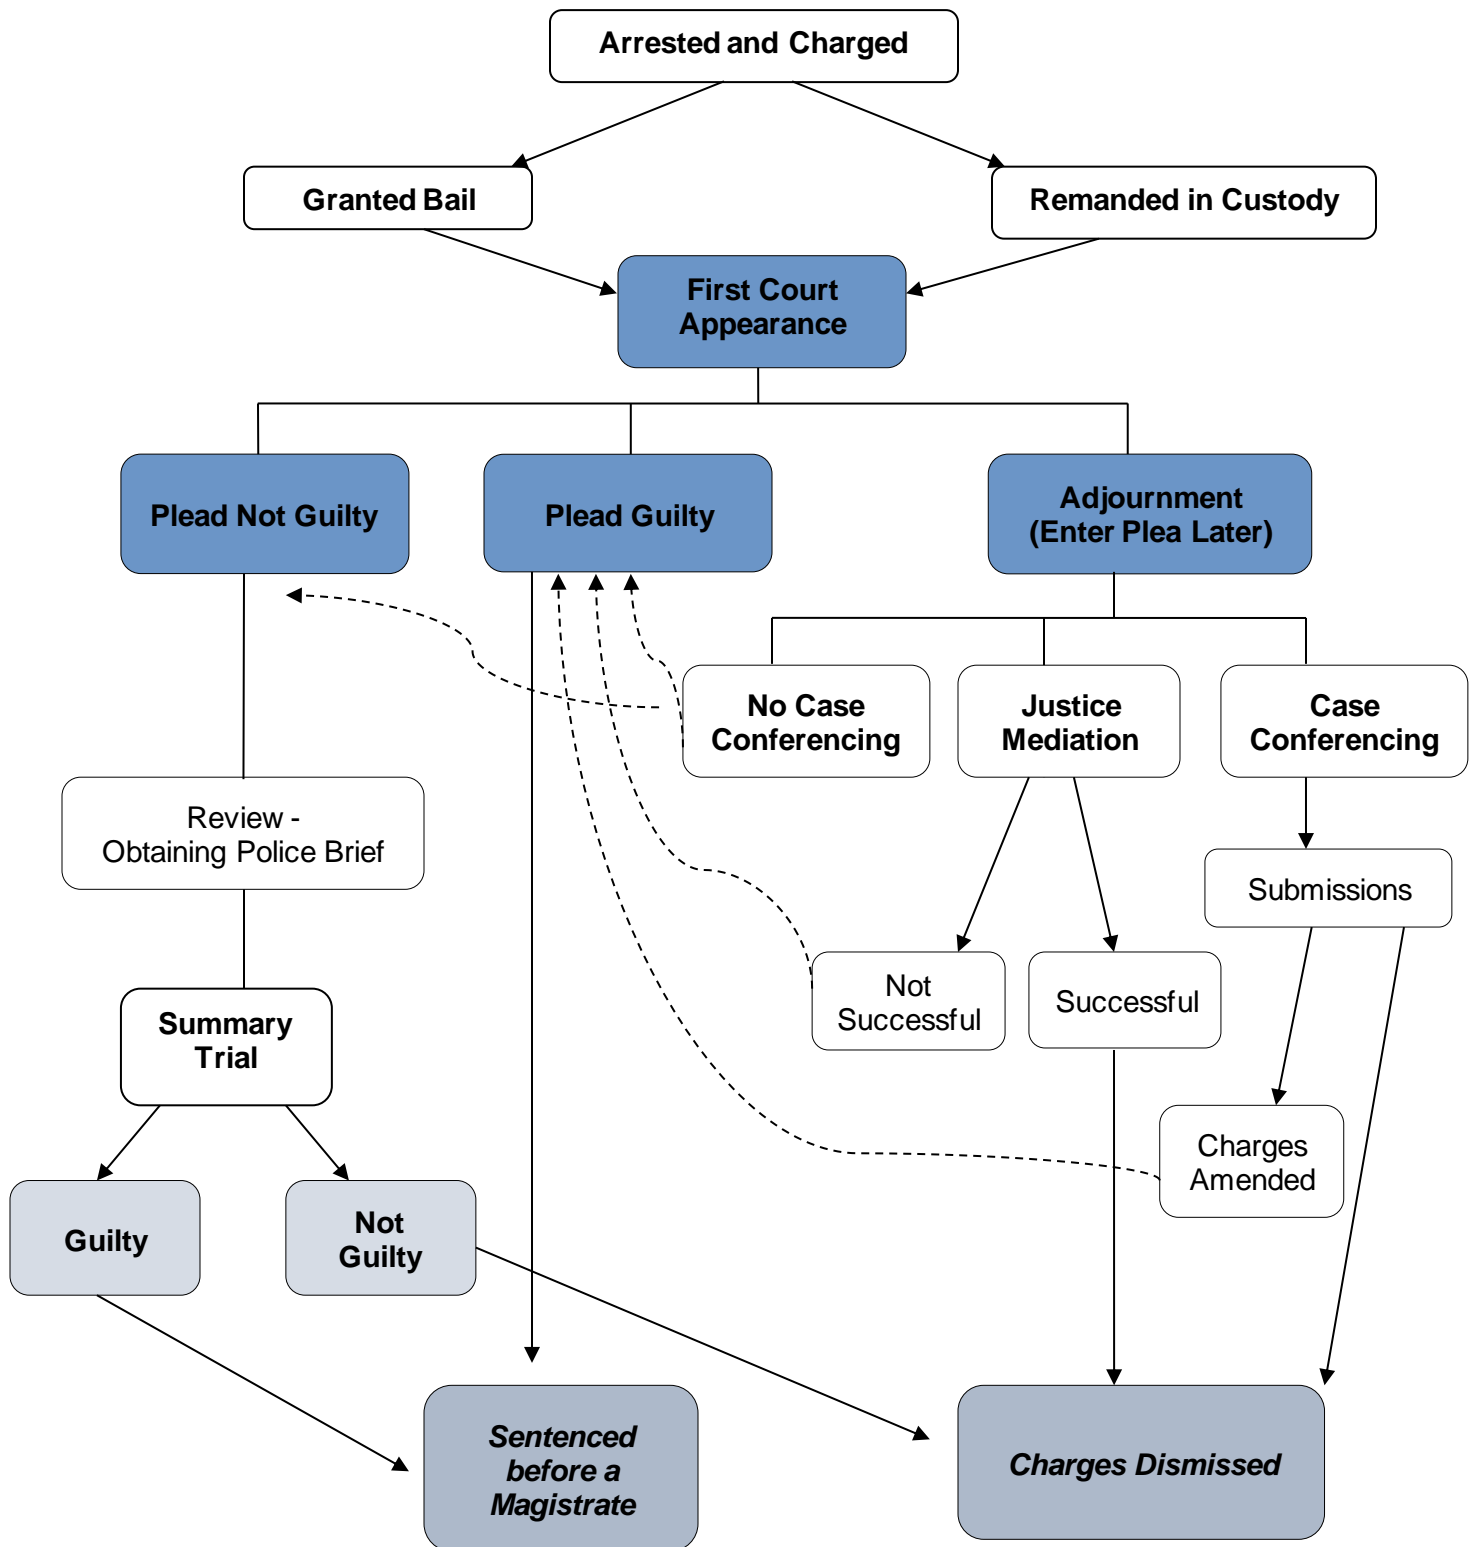 Arrested and Charged
Granted Bail
Remanded in Custody
First Court
Appearance
Plead Not Guilty
Plead Guilty
Adjournment
(Enter Plea Later)
No Case
Conferencing
Justice
Mediation
Case
Conferencing
Review -
Obtaining Police Brief
Submissions
Not
Successful
Successful
Summary
Trial
Charges
Amended
Guilty
Not
Guilty
Sentenced
before a
Magistrate
Charges Dismissed